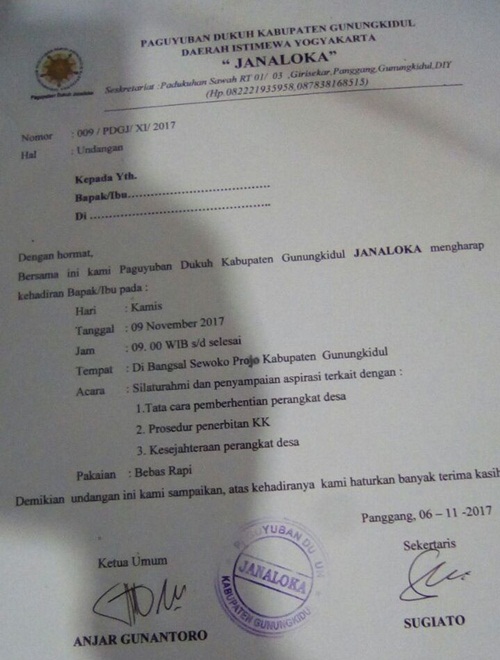 PAGUYUBAN DUKUH KABUPATEN GUNUNGKIDUL
DAERAH ISTIMEWA YOGYAKARTA
“ JANALOKA”
Seskretariat : Padukuhan Sawah RT 01/ 03 ,Girisekar,Panggang,Gunungkidul,DIY
(Hp.082221935958,087838168515)
Paguyuban Dukuh Janaloka
Nomor : 009 / PDGJ/ XI/ 2017
Hal : Undangan
Kepada Yth.
Bapak/Ibu....................................
Di ..............................................
Dengan hormat,
Bersama ini kami Paguyuban Dukuh Kabupaten Gunungkidul JANALOKA mengharap
kehadiran Bapak/Ibu pada :
Hari : Kamis
Tanggal : 09 November 2017
Jam : 09. 00 WIB s/d selesai
Tempat : Di Bangsal Sewoko Projo Kabupaten Gunungkidul
Acara : Silaturahmi dan penyampaian aspirasi terkait dengan :
1.Tata cara pemberhentian perangkat desa
2. Prosedur penerbitan KK
3. Kesejahteraan perangkat desa
Pakaian : Bebas Rapi
Demikian undangan ini kami sampaikan, atas kehadiranya kami haturkan banyak terima kasih
Panggang, 06 – 11 -2017
Ketua Umum
Sekertaris
PAGUYUBAN DUKUH
JANALOKA
KABUPATEN GUNUNGKIDU
ANJAR GUNANTORO
SUGIATO